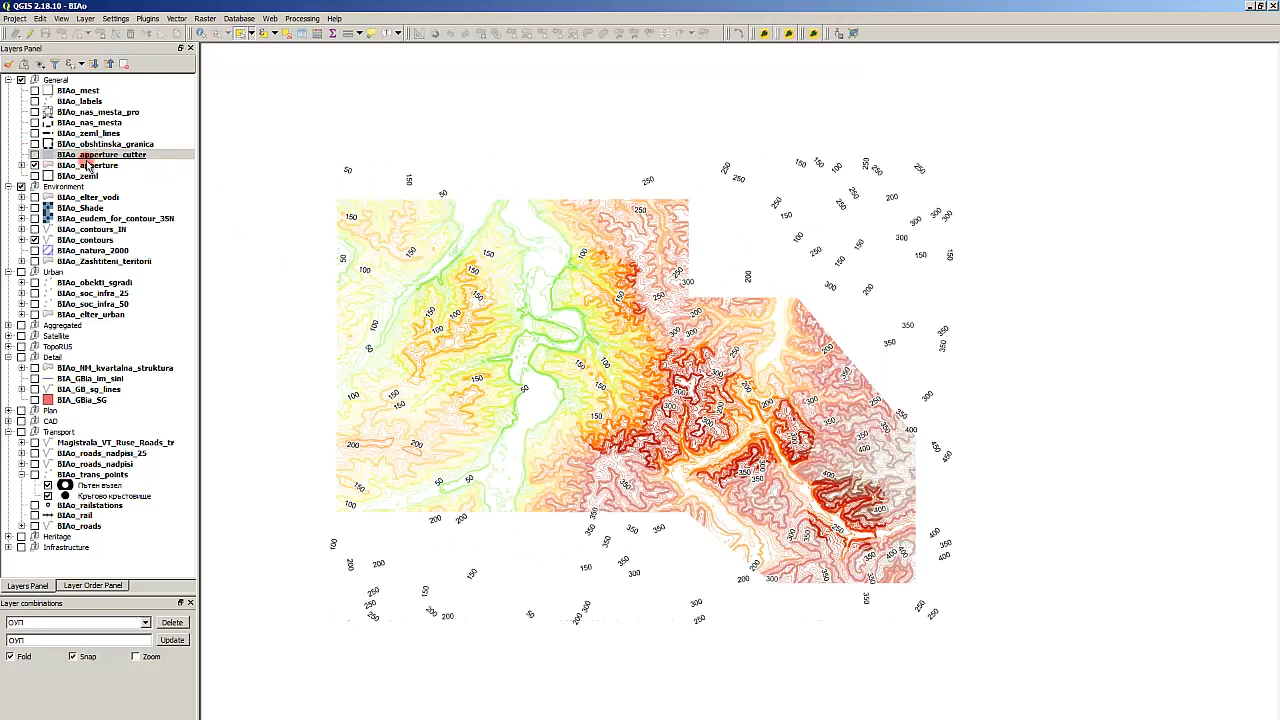 QGIS 2.18.10 - BIAo
Project Edit View Layer Settings Plugins Vector Raster Database Web Processing Help
Layers Panel
General
BIAo_mest
BIAo_labels
BIAo_nas_mesta_pro
BIAo_nas_mesta
BIAo_zeml_lines
BIAo_obshtinska_granica
BIAo_apperture_cutter
BIAo_apperture
BIAo_zeml
Environment
BIAo_elter_vodi
BIAo_Shade
BIAo_eudem_for_contour_35N
BIAo_contours_IN
BIAo_contours
BIAo_natura_2000
BIAo_Zashtiteni_teritorii
Urban
BIAo_obekti_sgradi
BIAo_soc_infra_25
BIAo_soc_infra_50
BIAo_elter_urban
Aggregated
Satellite
TopoRUS
Detail
BIAo_NM_kvartalna_struktura
BIA_GBia_im_sini
BIA_GB_sg_lines
BIA_GBia_SG
Plan
CAD
Transport
Magistrala_VT_Ruse_Roads_tr
BIAo_roads_nadpisi_25
BIAo_roads_nadpisi
BIAo_trans_points
Пътен възел
Кръгово кръстовище
BIAo_railstations
BIAo_rail
BIAo_roads
Heritage
Infrastructure
Layers Panel Layer Order Panel
Layer combinations
ОУП Delete
ОУП Update
Fold Snap Zoom